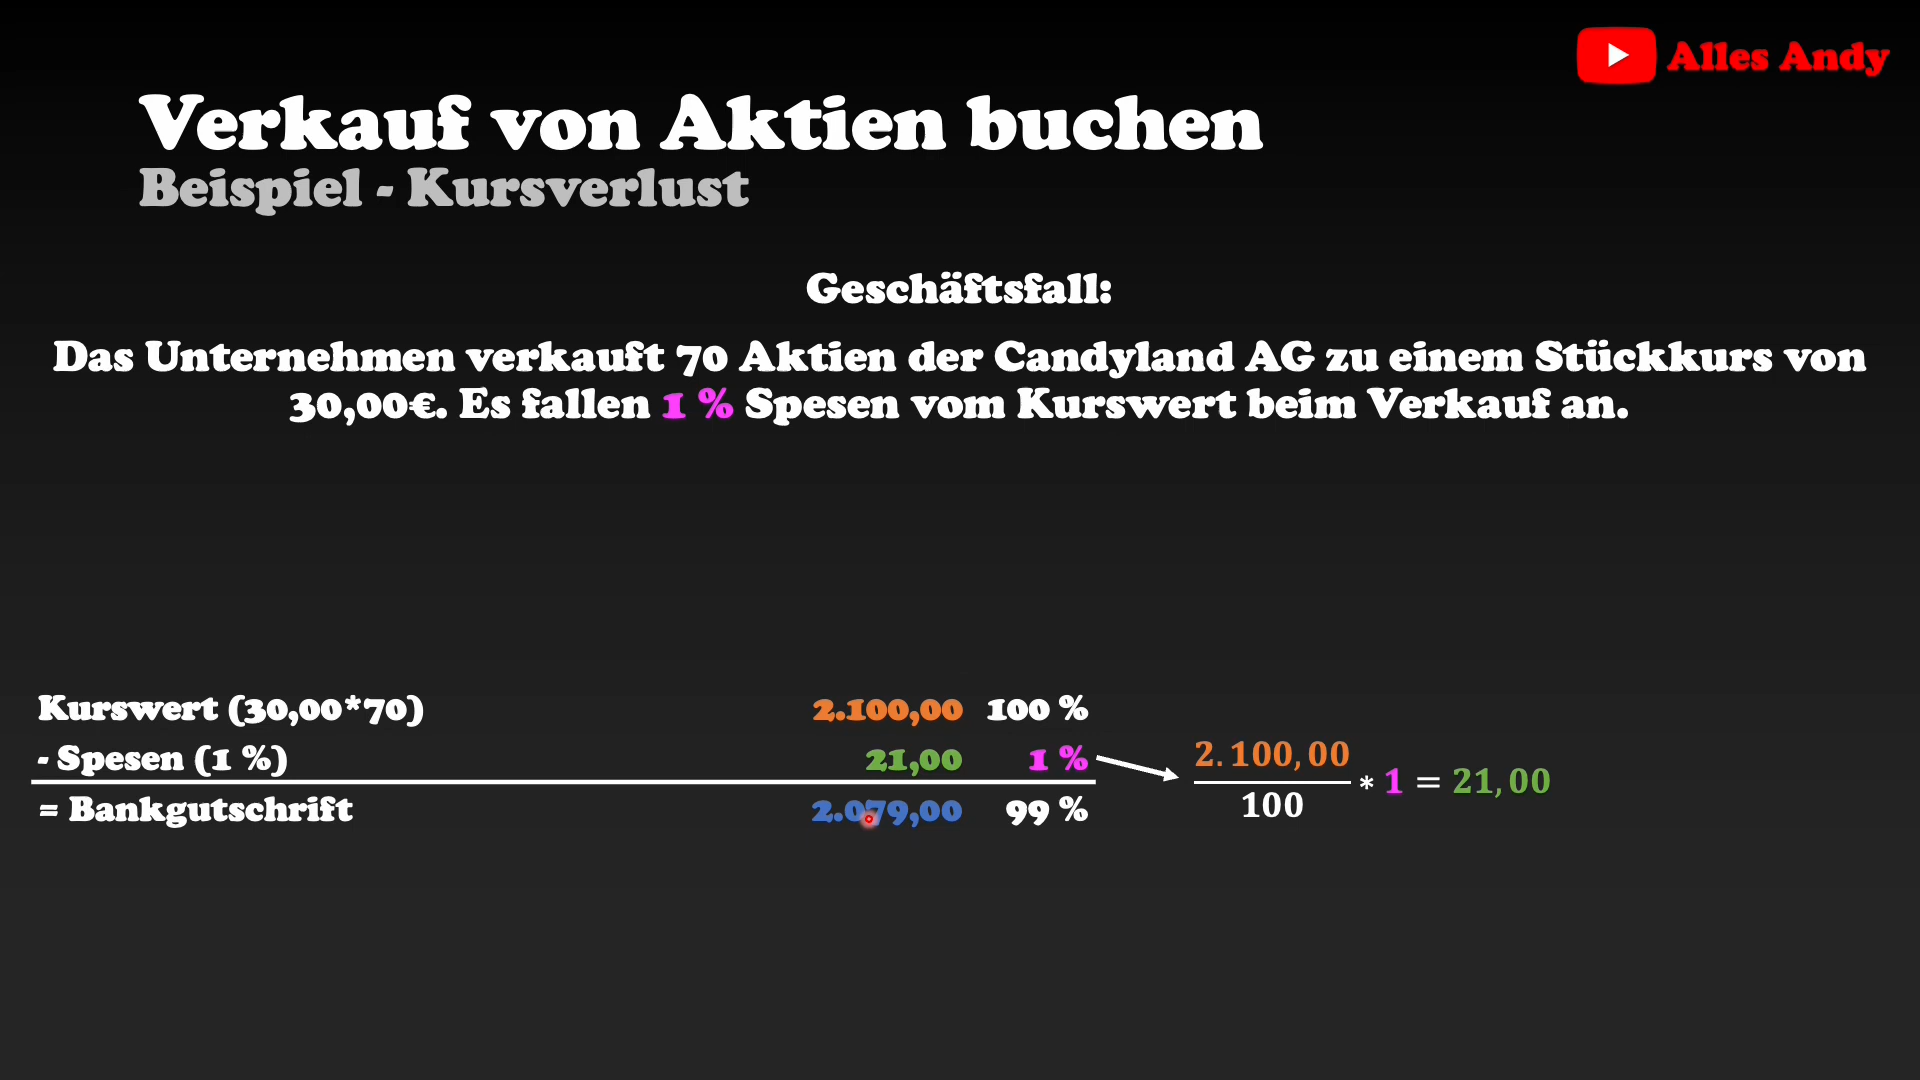 Alles Andy
Verkauf von Aktien buchen
Beispiel - Kursverlust
Geschäftsfall:
Das Unternehmen verkauft 70 Aktien der Candyland AG zu einem Stückkurs von
30,00€. Es fallen 1 % Spesen vom Kurswert beim Verkauf an.
Kurswert (30,00*70) 2.100,00 100 %
- Spesen (1 %) 21,00 1 %
= Bankgutschrift 2.079,00 99 %
2.100,00
100
* 1 = 21,00